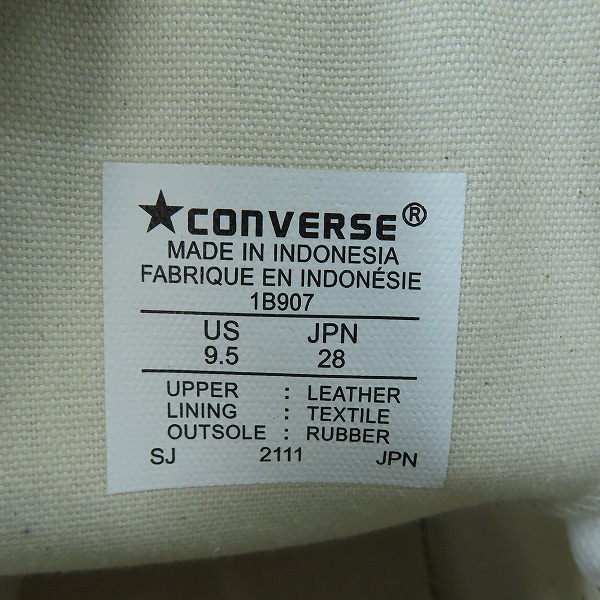 ★CONVERSE®
MADE IN INDONESIA
FABRIQUE EN INDONÉSIE
1B907
US JPN
9.5 28
UPPER : LEATHER
LINING : TEXTILE
OUTSOLE : RUBBER
SJ 2111 JPN